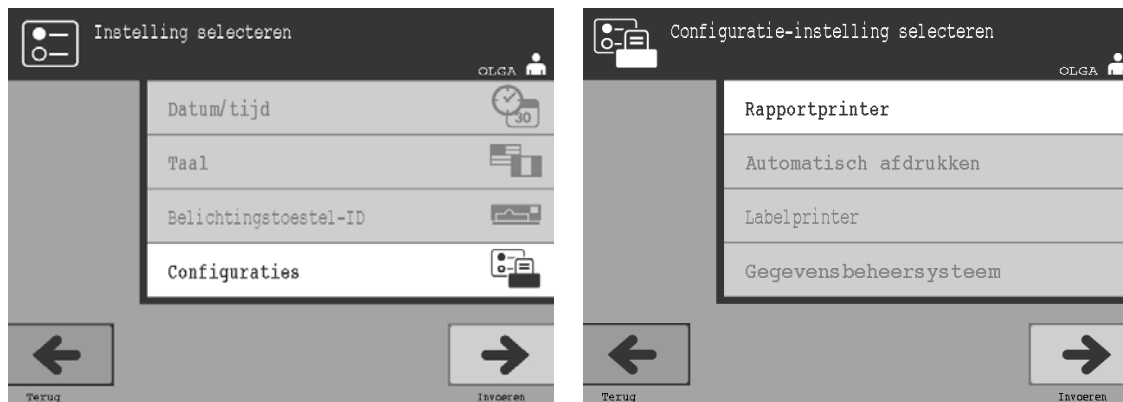 Instelling selecteren
OLGA
Datum/tijd
30
Taal
Belichtingstoestel-ID
Configuraties
Terug
Invoeren
Configuratie-instelling selecteren
OLGA
Rapportprinter
Automatisch afdrukken
Labelprinter
Gegevensbeheersysteem
Terug
Invoeren